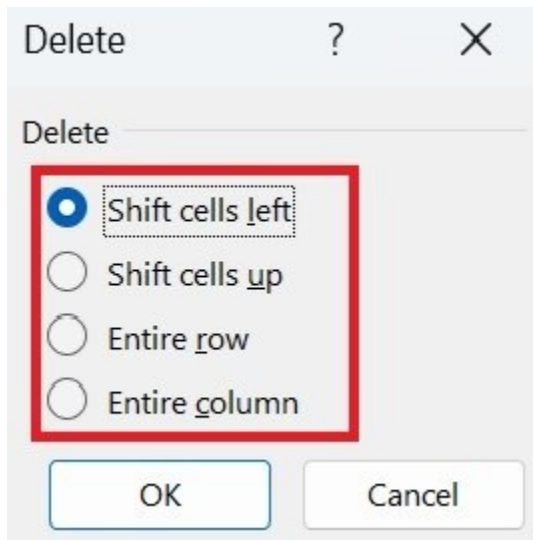 Delete ?
Delete
Shift cells left
Shift cells up
Entire row
Entire column
OK Cancel